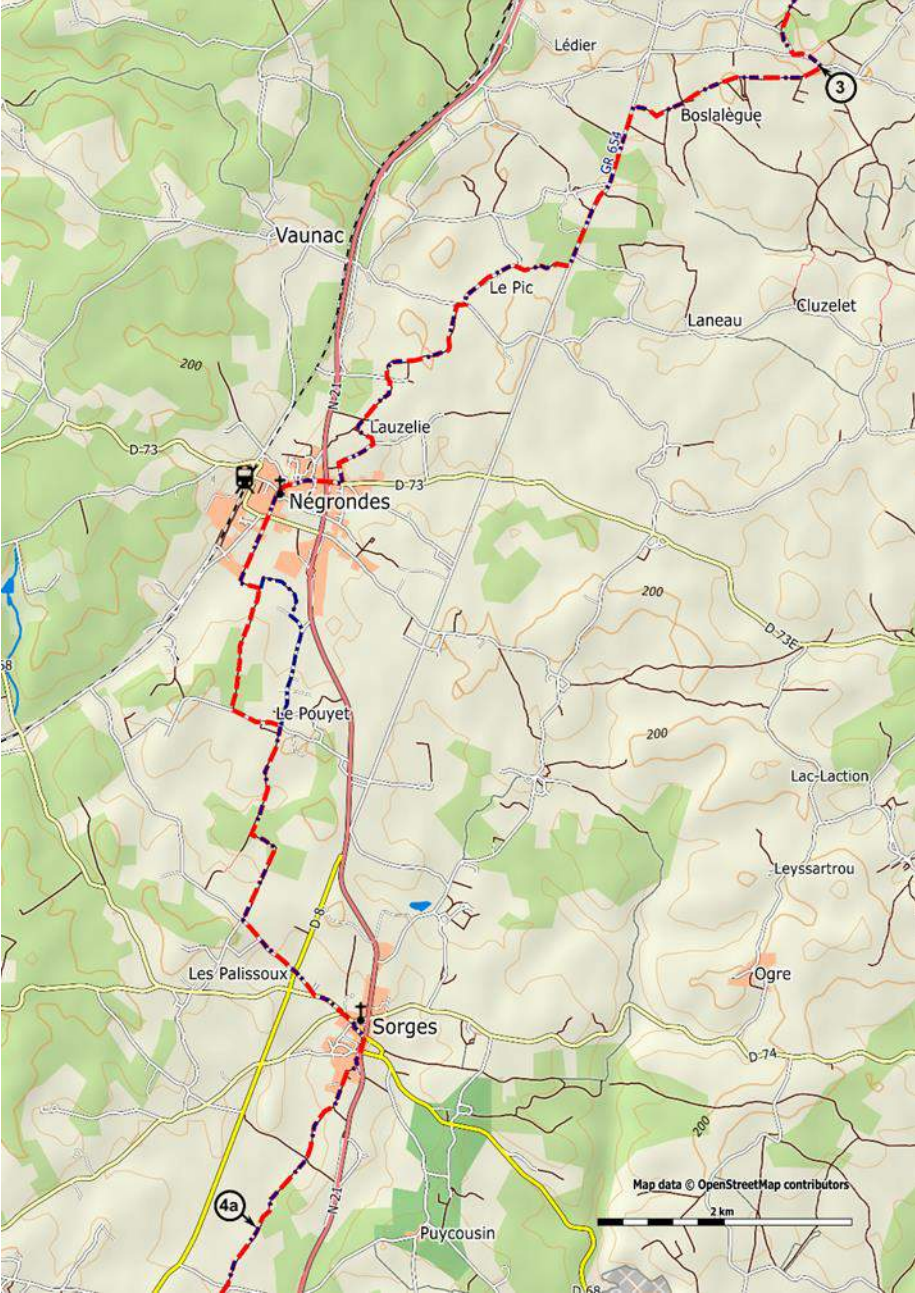 Lédier
3
Boslalègue
GR 654
Vaunac
Le Pic
Cluzelet
Laneau
200
N 21
Lauzelie
D 73
D 73
Négrondes
200
D 73E
68
Le Pouyet
200
Lac-Laction
Leyssartrou
D 8
Les Palissoux
Ogre
Sorges
D 74
200
Map data © OpenStreetMap contributors
4a
N 21
2 km
Puycousin
D 68